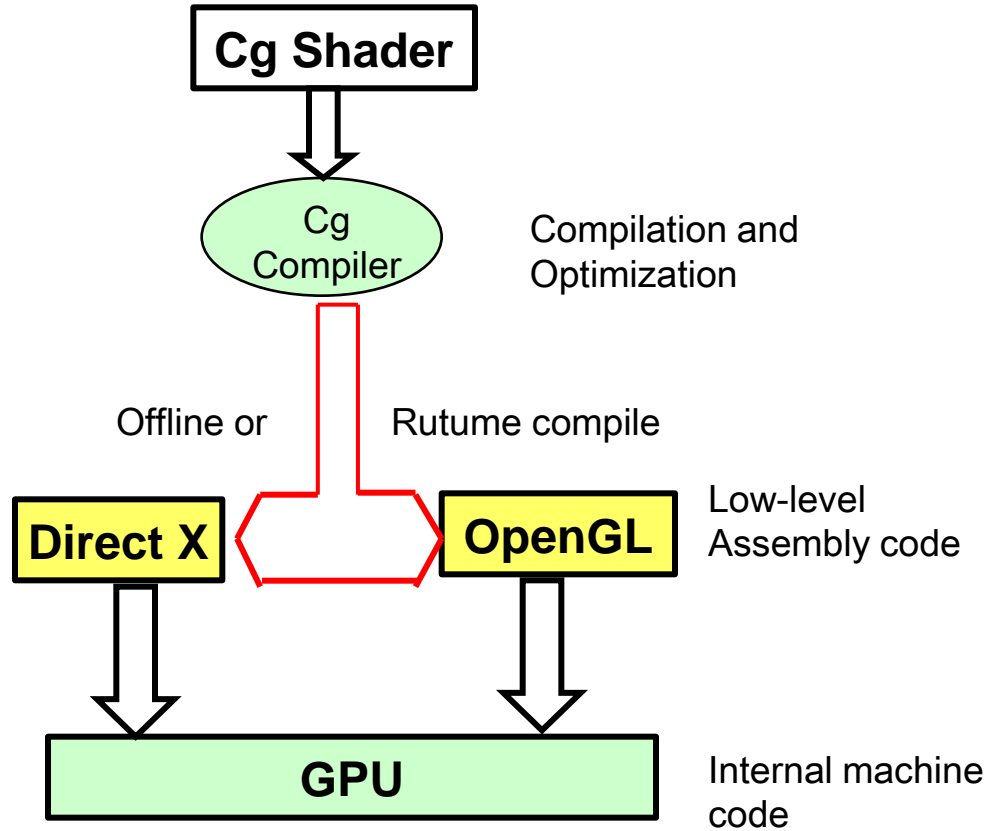 Cg Shader
Cg
Compiler
Compilation and
Optimization
Offline or
Rutume compile
Direct X
OpenGL
Low-level
Assembly code
GPU
Internal machine
code